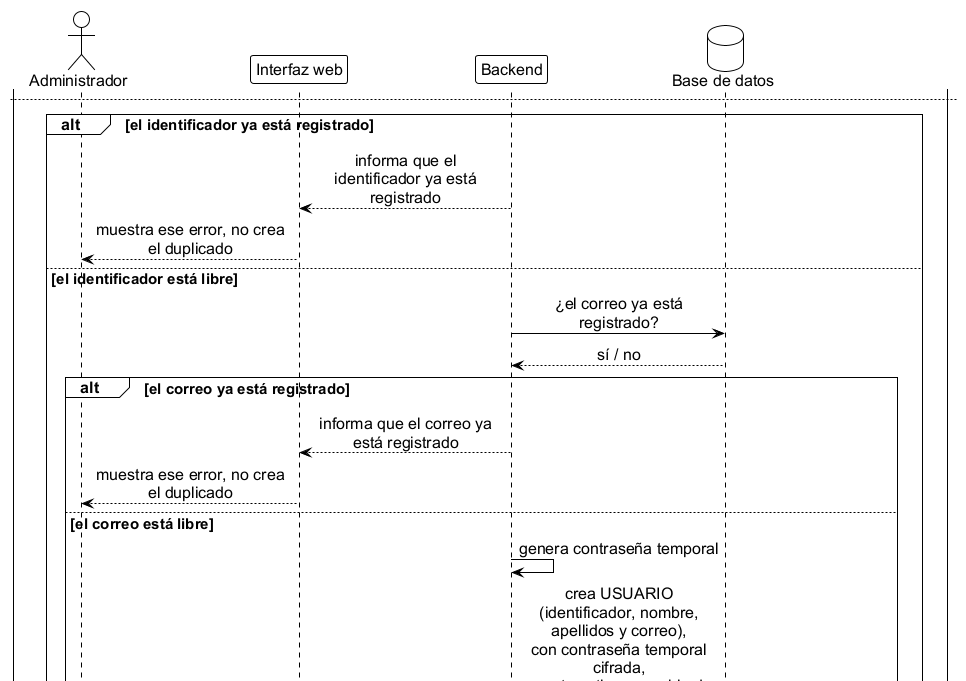 Administrador
Interfaz web
Backend
Base de datos
alt [el identificador ya está registrado]
informa que el
identificador ya está
registrado
muestra ese error, no crea
el duplicado
[el identificador está libre]
¿el correo ya está
registrado?
sí / no
alt [el correo ya está registrado]
informa que el correo ya
está registrado
muestra ese error, no crea
el duplicado
[el correo está libre]
genera contraseña temporal
crea USUARIO
(identificador, nombre,
apellidos y correo),
con contraseña temporal
cifrada,